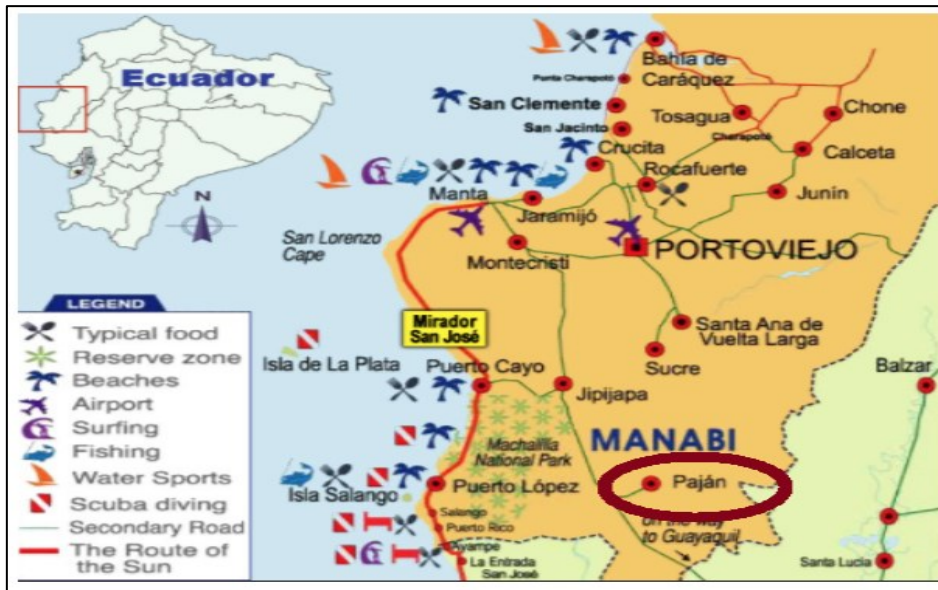 Ecuador
N
Bahía de
Caráquez
Punta Charapotó
San Clemente
San Jacinto
Tosagua
Chone
Charapotó
Crucita
Calceta
Rocafuerte
Manta
Jaramijó
Junín
San Lorenzo
Cape
Montecristi
PORTOVIEJO
LEGEND
Typical food
Reserve zone
Beaches
Airport
Surfing
Fishing
Water Sports
Scuba diving
Secondary Road
The Route of
the Sun
Mirador
San José
Santa Ana de
Vuelta Larga
Sucre
Isla de La Plata
Puerto Cayo
Jipijapa
Balzar
MANABI
Machalilla
National Park
Paján
Isla Salango
Puerto López
Salango
Puerto Rico
on the way
to Guayaquil
Ayampe
La Entrada
San José
Santa Lucia